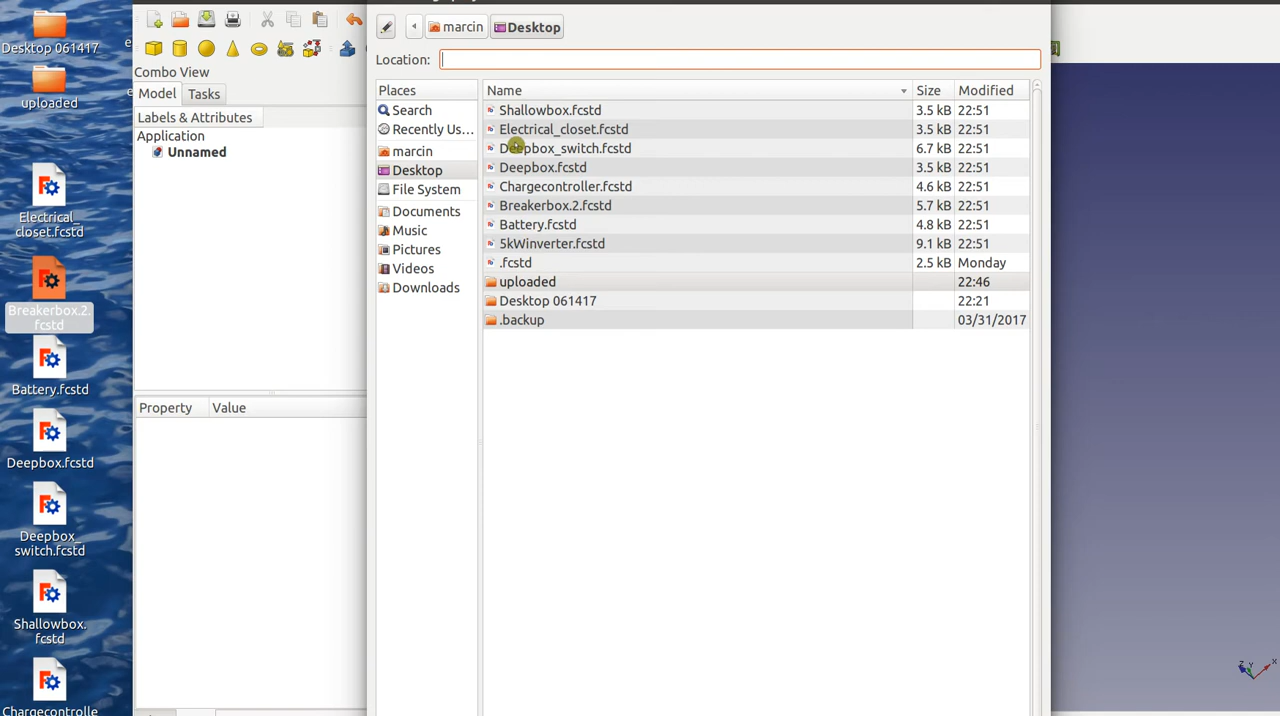 Desktop 061417
uploaded
Electrical_
closet.fcstd
Breakerbox.2.
fcstd
Battery.fcstd
Deepbox.fcstd
Deepbox_
switch.fcstd
Shallowbox.
fcstd
Chargecontrolle
Combo View
Model
Tasks
Labels & Attributes
Application
Unnamed
Property
Value
marcin
Desktop
Location:
Places
Search
Recently Us...
marcin
Desktop
File System
Documents
Music
Pictures
Videos
Downloads
Name Size Modified
Shallowbox.fcstd 3.5 kB 22:51
Electrical_closet.fcstd 3.5 kB 22:51
Deepbox_switch.fcstd 6.7 kB 22:51
Deepbox.fcstd 3.5 kB 22:51
Chargecontroller.fcstd 4.6 kB 22:51
Breakerbox.2.fcstd 5.7 kB 22:51
Battery.fcstd 4.8 kB 22:51
5kWinverter.fcstd 9.1 kB 22:51
.fcstd 2.5 kB Monday
uploaded 22:46
Desktop 061417 22:21
.backup 03/31/2017